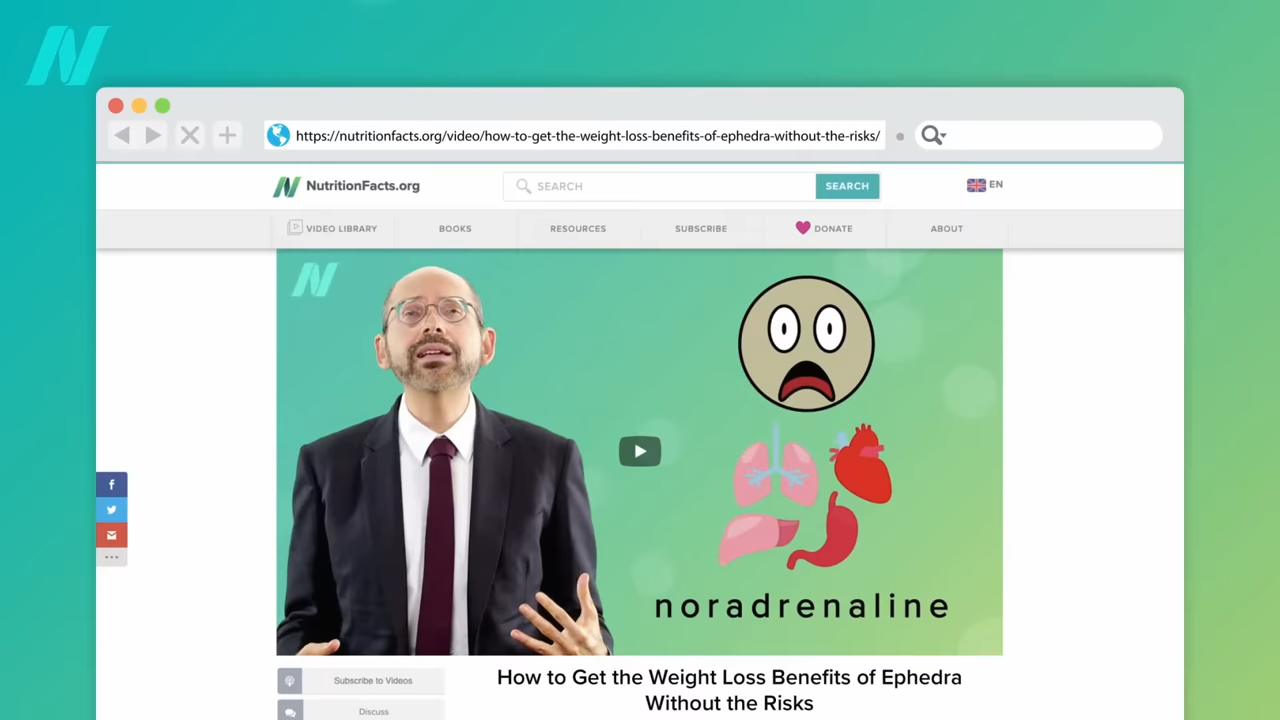 https://nutritionfacts.org/video/how-to-get-the-weight-loss-benefits-of-ephedra-without-the-risks/
NutritionFacts.org
SEARCH
SEARCH
EN
VIDEO LIBRARY
BOOKS
RESOURCES
SUBSCRIBE
DONATE
ABOUT
noradrenaline
Subscribe to Videos
Discuss
How to Get the Weight Loss Benefits of Ephedra
Without the Risks